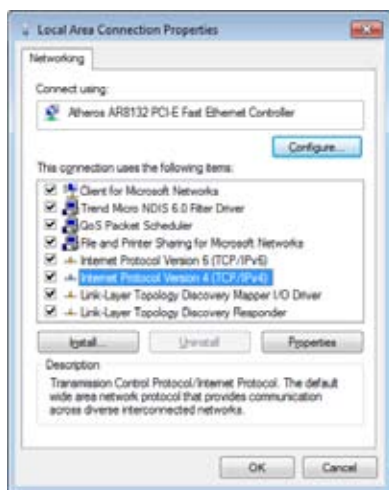 Local Area Connection Properties
Networking
Connect using:
Atheros AR8132 PCI-E Fast Ethernet Controller
Configure...
This connection uses the following items:
Client for Microsoft Networks
Trend Micro NDIS 6.0 Filter Driver
QoS Packet Scheduler
File and Printer Sharing for Microsoft Networks
Internet Protocol Version 6 (TCP/IPv6)
Internet Protocol Version 4 (TCP/IPv4)
Link-Layer Topology Discovery Mapper I/O Driver
Link-Layer Topology Discovery Responder
Install... Uninstall Properties
Description
Transmission Control Protocol/Internet Protocol. The default
wide area network protocol that provides communication
across diverse interconnected networks.
OK Cancel